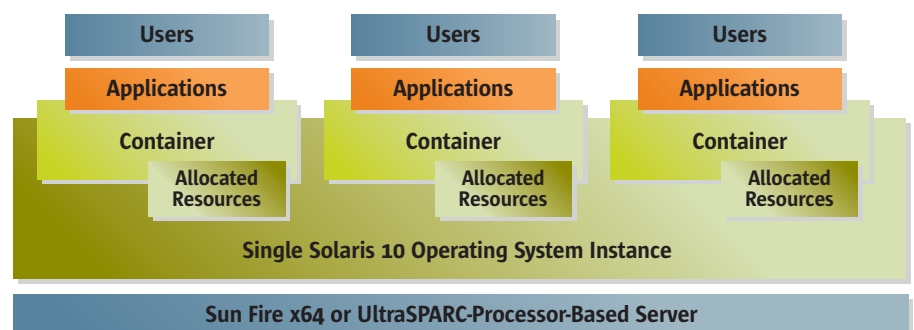 Users
Users
Users
Applications
Applications
Applications
Container
Container
Container
Allocated
Resources
Allocated
Resources
Allocated
Resources
Single Solaris 10 Operating System Instance
Sun Fire x64 or UltraSPARC-Processor-Based Server